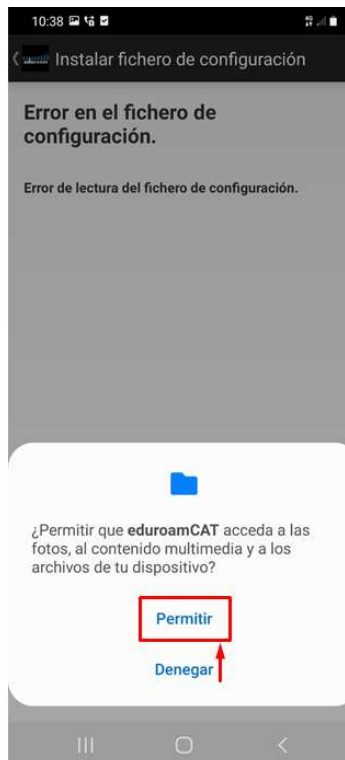 10:38
Instalar fichero de configuración
Error en el fichero de
configuración.
Error de lectura del fichero de configuración.
¿Permitir que eduroamCAT acceda a las
fotos, al contenido multimedia y a los
archivos de tu dispositivo?
Permitir
Denegar